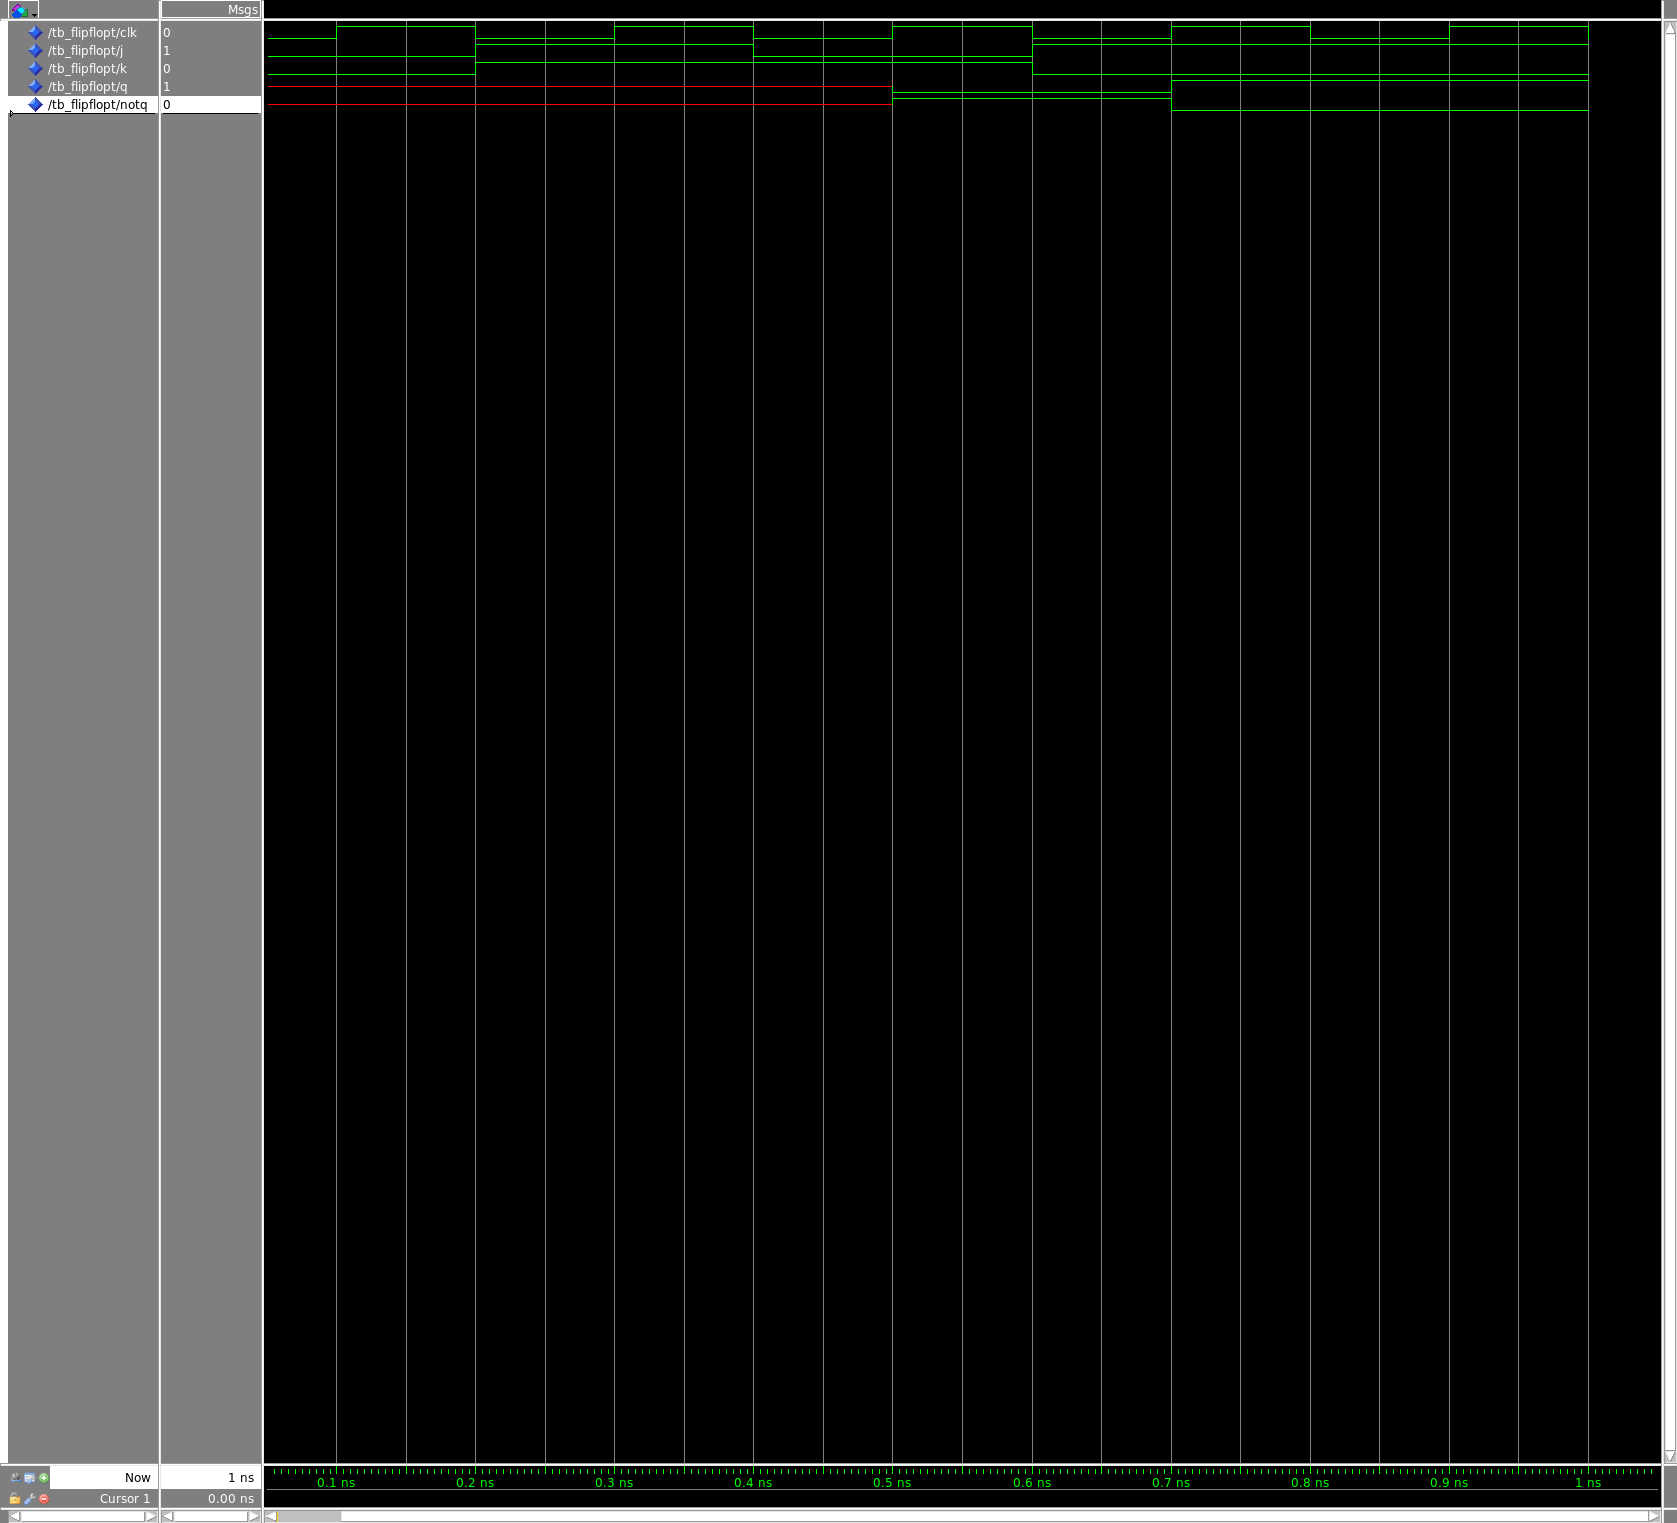 Msgs
/tb_flipflopt/clk 0
/tb_flipflopt/j 1
/tb_flipflopt/k 0
/tb_flipflopt/q 1
/tb_flipflopt/notq 0
Now 1 ns
0.1 ns 0.2 ns 0.3 ns 0.4 ns 0.5 ns 0.6 ns 0.7 ns 0.8 ns 0.9 ns 1 ns
Cursor 1 0.00 ns